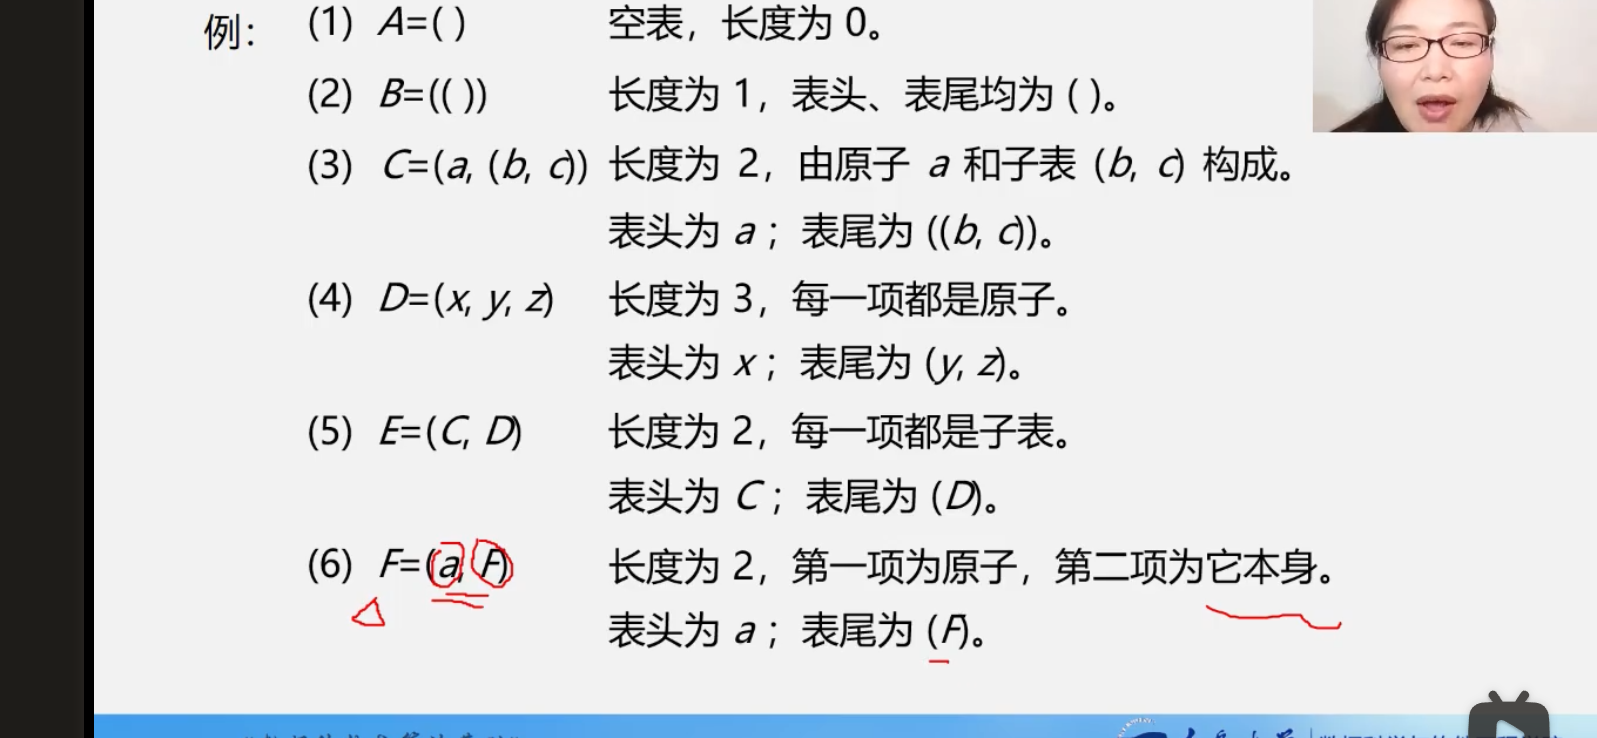 例： (1) A=( ) 空表，长度为 0。
(2) B=(( )) 长度为 1，表头、表尾均为 ( )。
(3) C=(a, (b, c)) 长度为 2，由原子 a 和子表 (b, c) 构成。
表头为 a ；表尾为 ((b, c))。
(4) D=(x, y, z) 长度为 3，每一项都是原子。
表头为 x ；表尾为 (y, z)。
(5) E=(C, D) 长度为 2，每一项都是子表。
表头为 C ；表尾为 (D)。
(6) F=(a, F) 长度为 2，第一项为原子，第二项为它本身。
表头为 a ；表尾为 (F)。